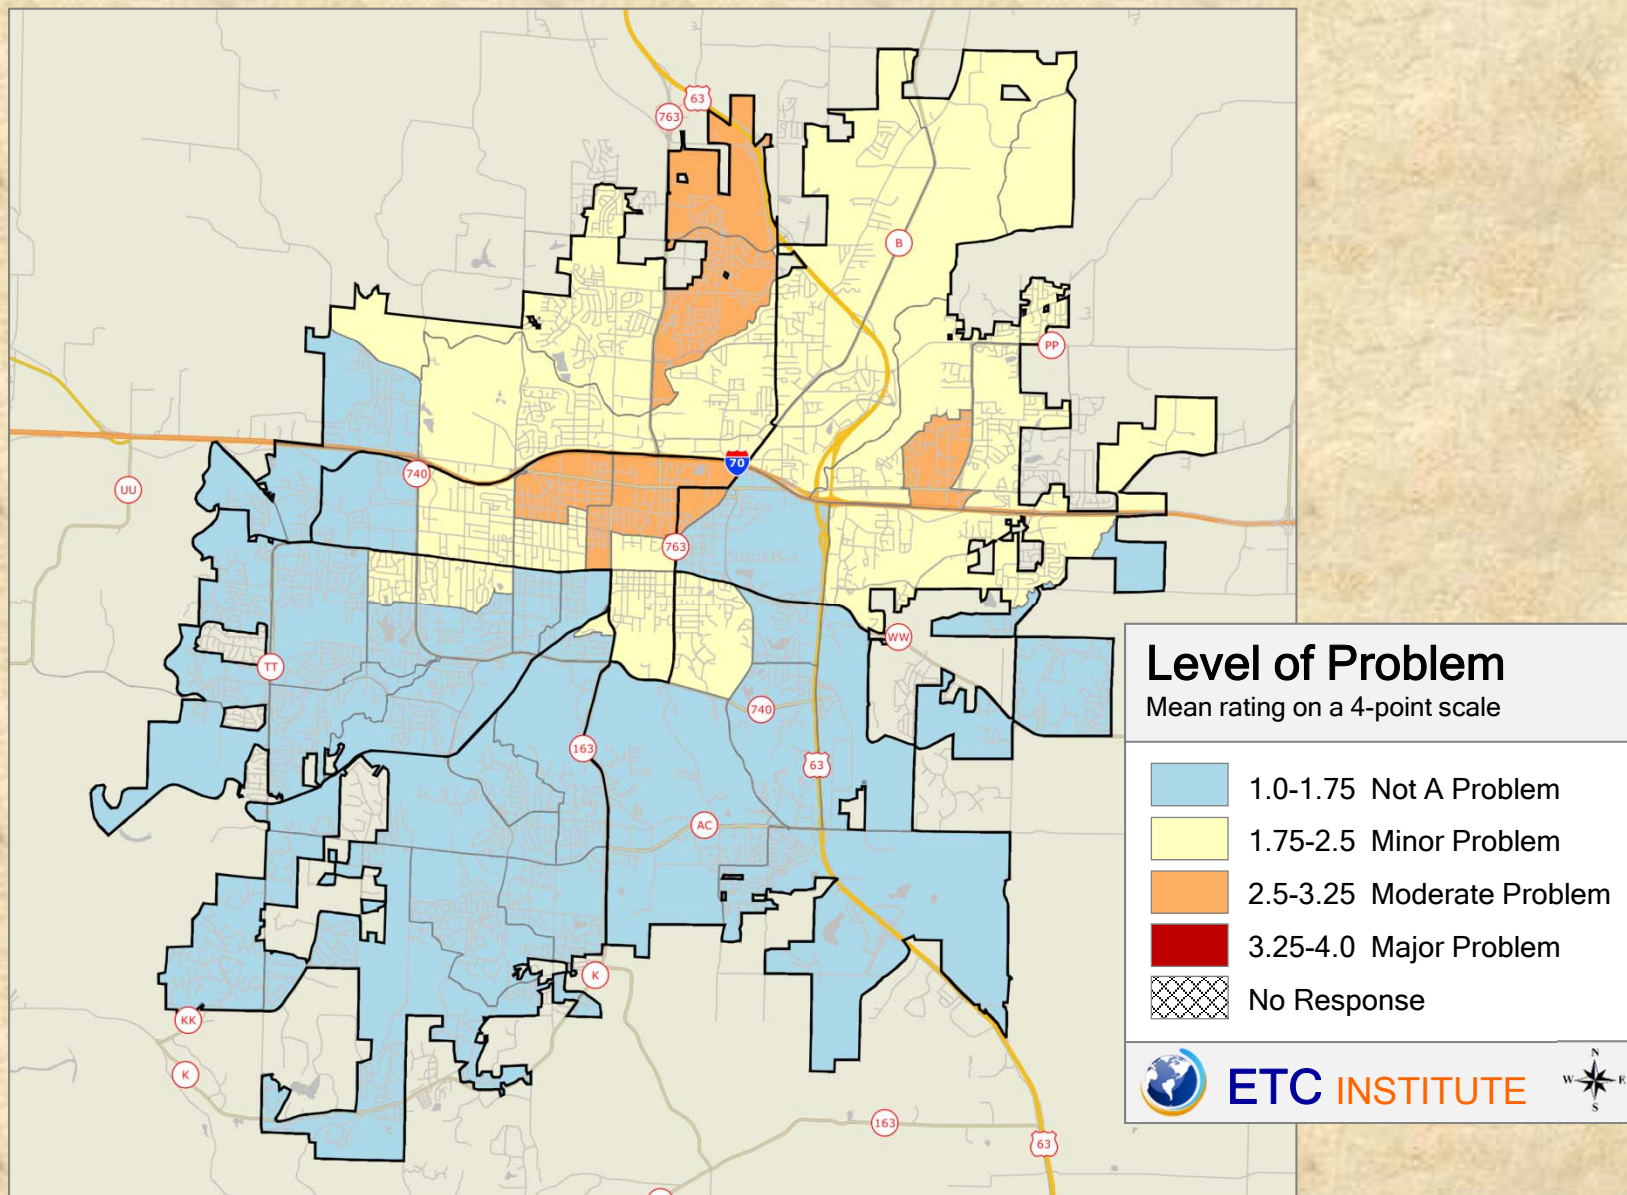 63
763
B
PP
70
740
UU
763
WW
TT
740
163
63
AC
K
KK
K
163
63
Level of Problem
Mean rating on a 4-point scale
1.0-1.75 Not A Problem
1.75-2.5 Minor Problem
2.5-3.25 Moderate Problem
3.25-4.0 Major Problem
No Response
ETC INSTITUTE
N
W E
S